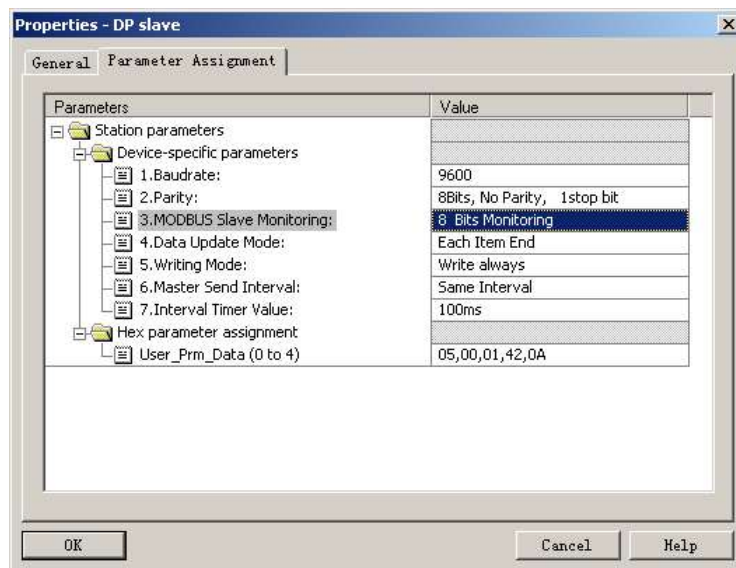 Properties - DP slave
General Parameter Assignment
Parameters Value
Station parameters
Device-specific parameters
1.Baudrate: 9600
2.Parity: 8Bits, No Parity, 1stop bit
3.MODBUS Slave Monitoring: 8 Bits Monitoring
4.Data Update Mode: Each Item End
5.Writing Mode: Write always
6.Master Send Interval: Same Interval
7.Interval Timer Value: 100ms
Hex parameter assignment
User_Prm_Data (0 to 4) 05,00,01,42,0A
OK Cancel Help